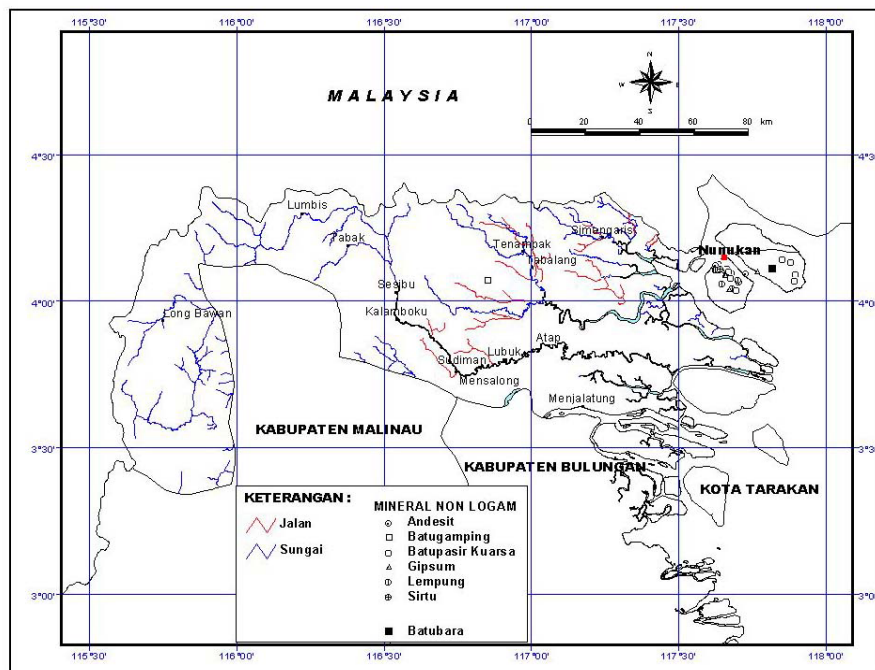 115°30' 116°00' 116°30' 117°00' 117°30' 118°00'
N
W E
S
MALAYSIA
0 20 40 60 80 km
4°30' 4°30'
Lumbis
Simengaris
Tabak
Tenampak
Nunukan
Tabalang
Sesibu
4°00' 4°00'
Long Bawan
Kalamboku
Atap
Lubuk
Sudiman
Mensalong
Menjalatung
KABUPATEN MALINAU
3°30' 3°30'
KABUPATEN BULUNGAN
KOTA TARAKAN
KETERANGAN :
Jalan
Sungai
MINERAL NON LOGAM
Andesit
Batugamping
Batupasir Kuarsa
Gipsum
Lempung
Sirtu
Batubara
3°00' 3°00'
115°30' 116°00' 116°30' 117°00' 117°30' 118°00'